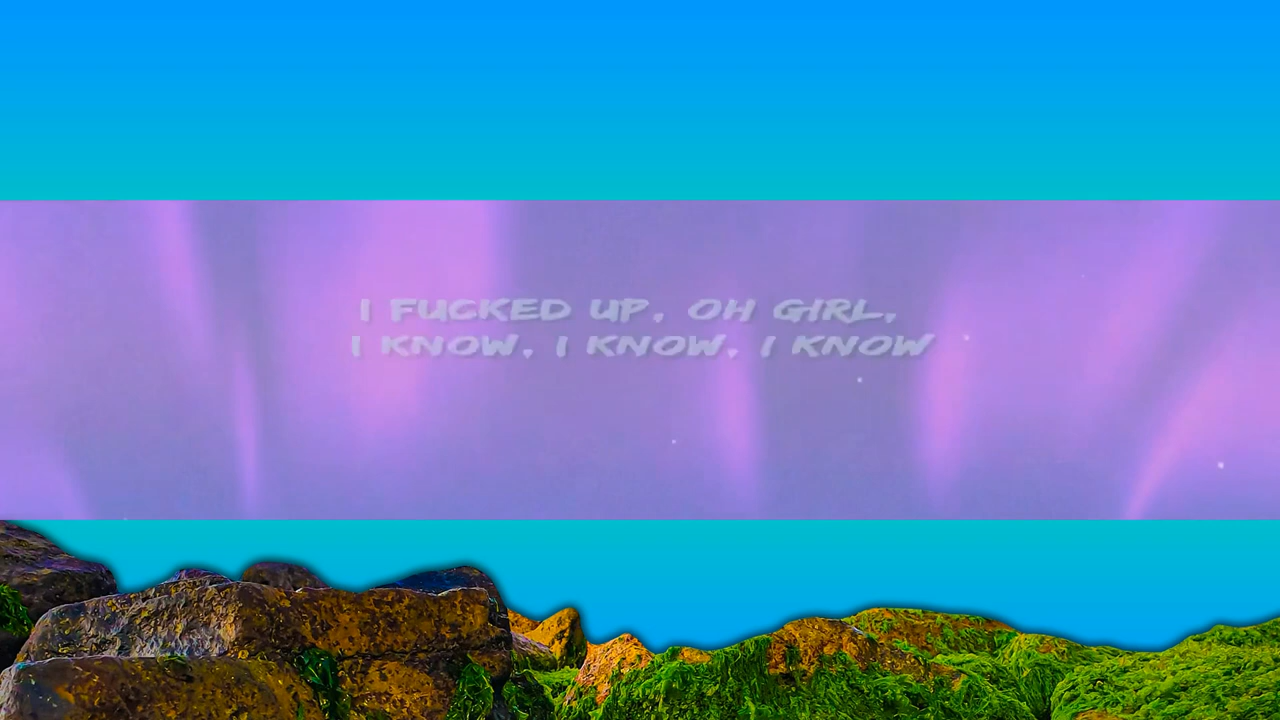 I FUCKED UP, OH GIRL,
I KNOW, I KNOW, I KNOW